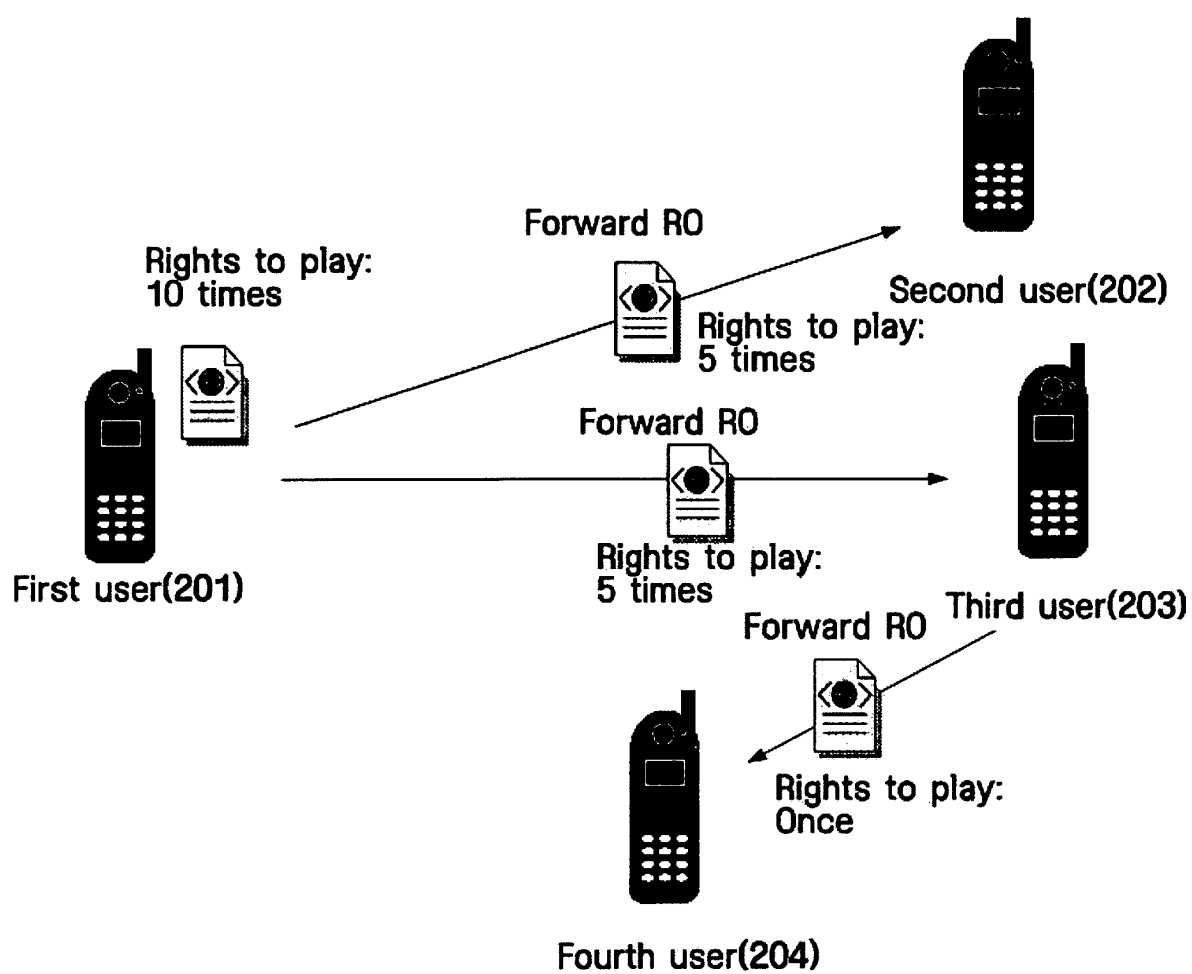 Forward RO
Rights to play:
10 times
Second user(202)
Rights to play:
5 times
Forward RO
First user(201)
Rights to play:
5 times
Third user(203)
Forward RO
Rights to play:
Once
Fourth user(204)